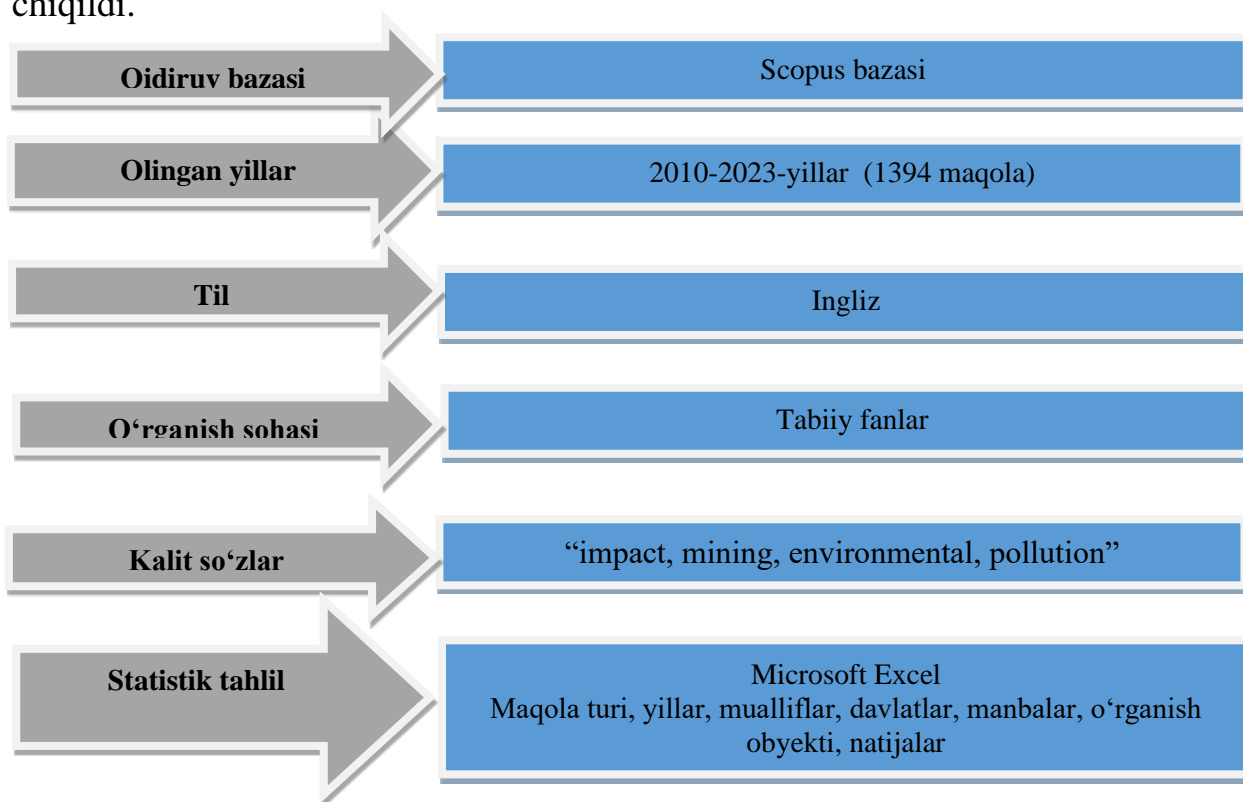 chiqildi.
Oidiruv bazasi
Scopus bazasi
Olingan yillar
2010-2023-yillar (1394 maqola)
Til
Ingliz
O‘rganish sohasi
Tabiiy fanlar
Kalit so‘zlar
“impact, mining, environmental, pollution”
Statistik tahlil
Microsoft Excel
Maqola turi, yillar, mualliflar, davlatlar, manbalar, o‘rganish
obyekti, natijalar